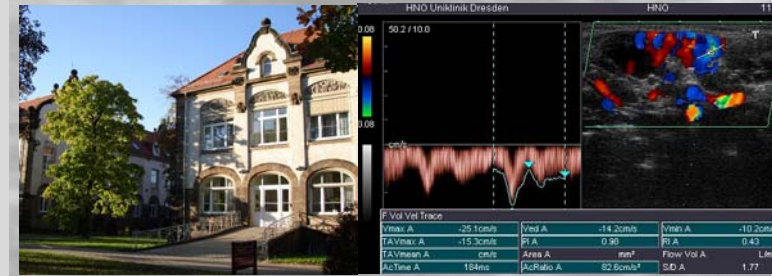 HNO Uniklinik Dresden HNO 11
0.08 50.2 / 10.0 T
0.08 cm/s
F Vol Vel Trace
Vmax A -25.1cm/s Ved A -14.2cm/s Vmin A -10.2cm
TAVmax A -15.3cm/s PI A 0.98 RI A 0.43
TAVmean A cm/s Area A mm² Flow Vol A L/m
AcTime A 184ms AcRatio A 82.6cm/s² S/D A 1.77